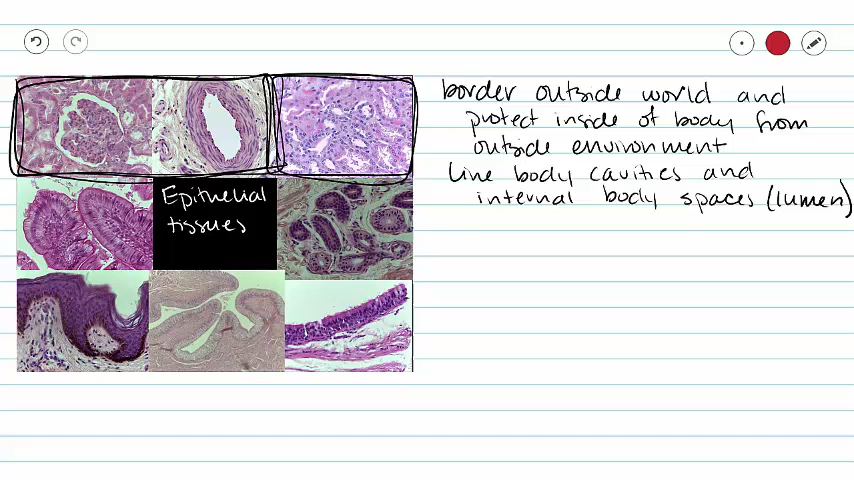 border outside world and
protect inside of body from
outside environment
line body cavities and
internal body spaces (lumen)
Epithelial
tissues